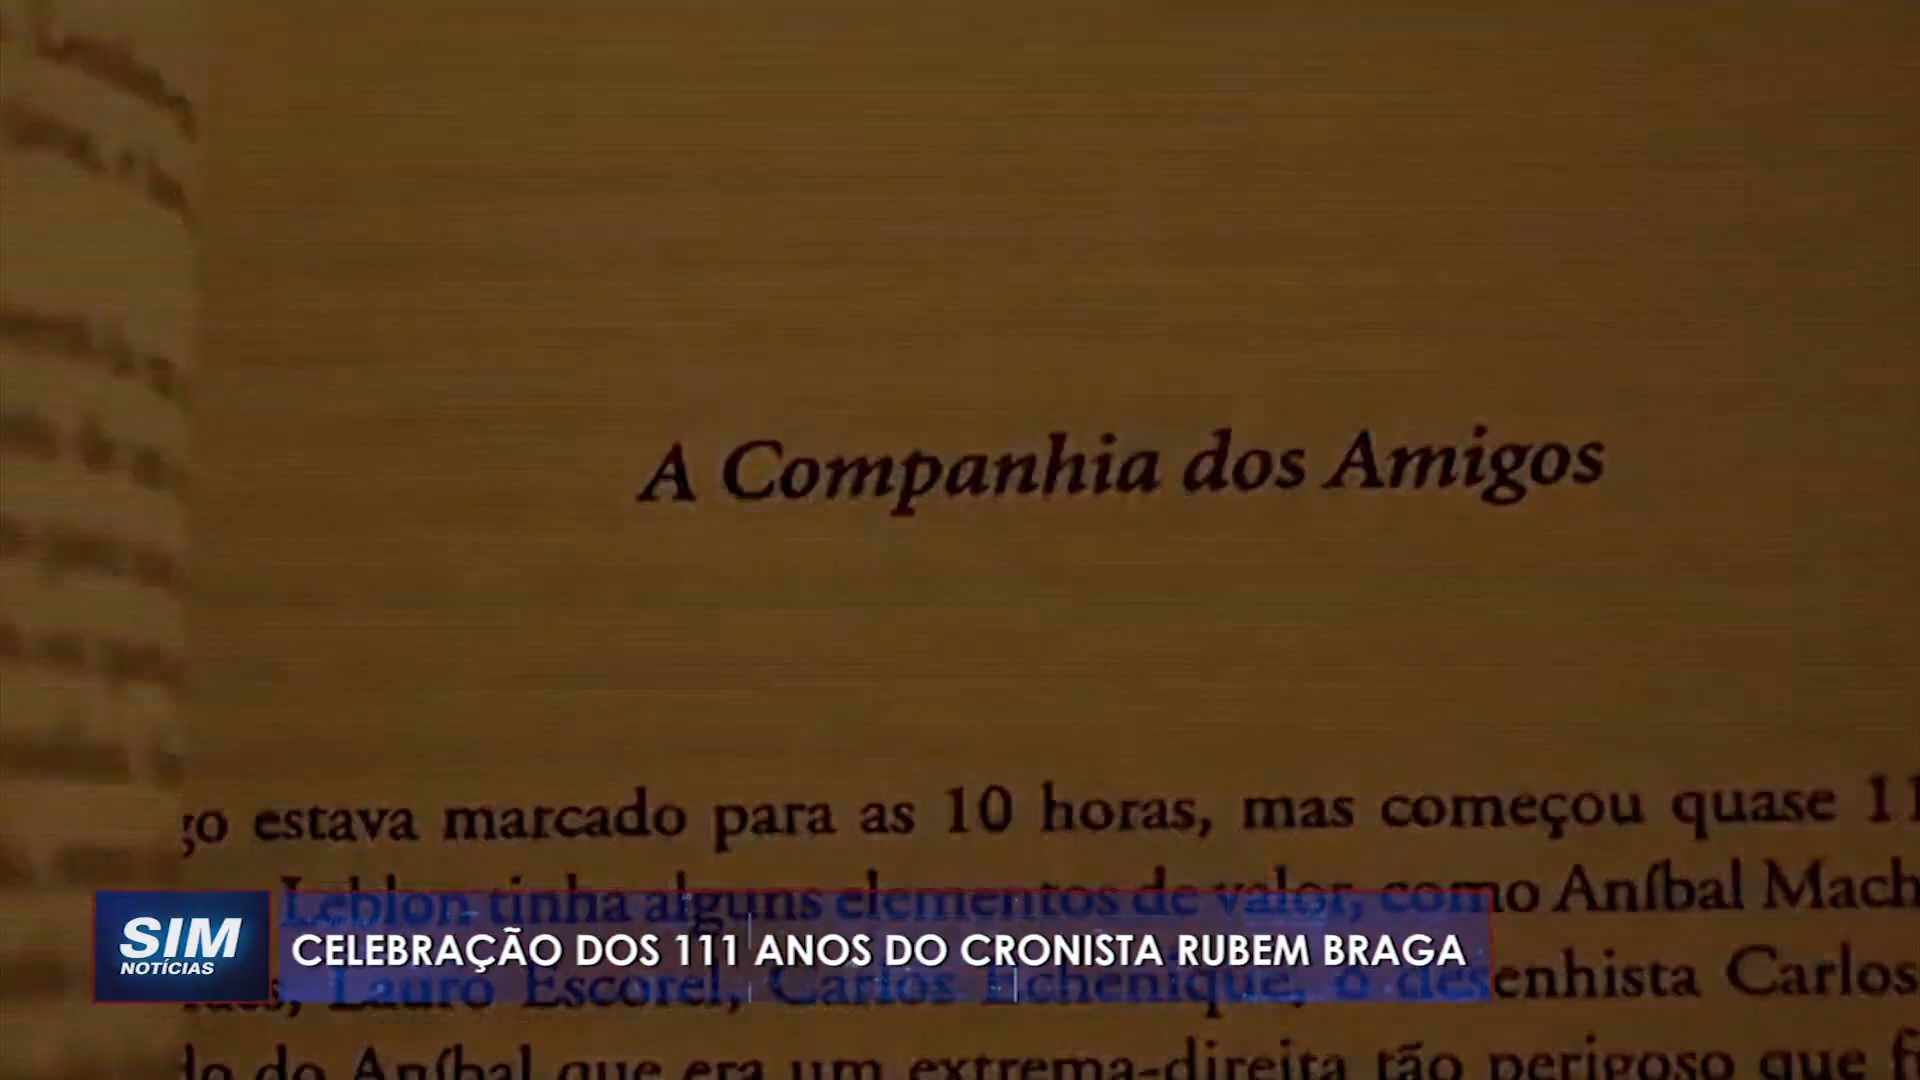 A Companhia dos Amigos
estava marcado para as 10 horas, mas começou quase
Leblon tinha alguns elementos de valor, como Aníbal
Lauro Escorel, Carlos Echenique, o desenhista Carlos
do Aníbal que era um extrema-direita tão perigoso que
SIM
NOTÍCIAS
CELEBRAÇÃO DOS 111 ANOS DO CRONISTA RUBEM BRAGA